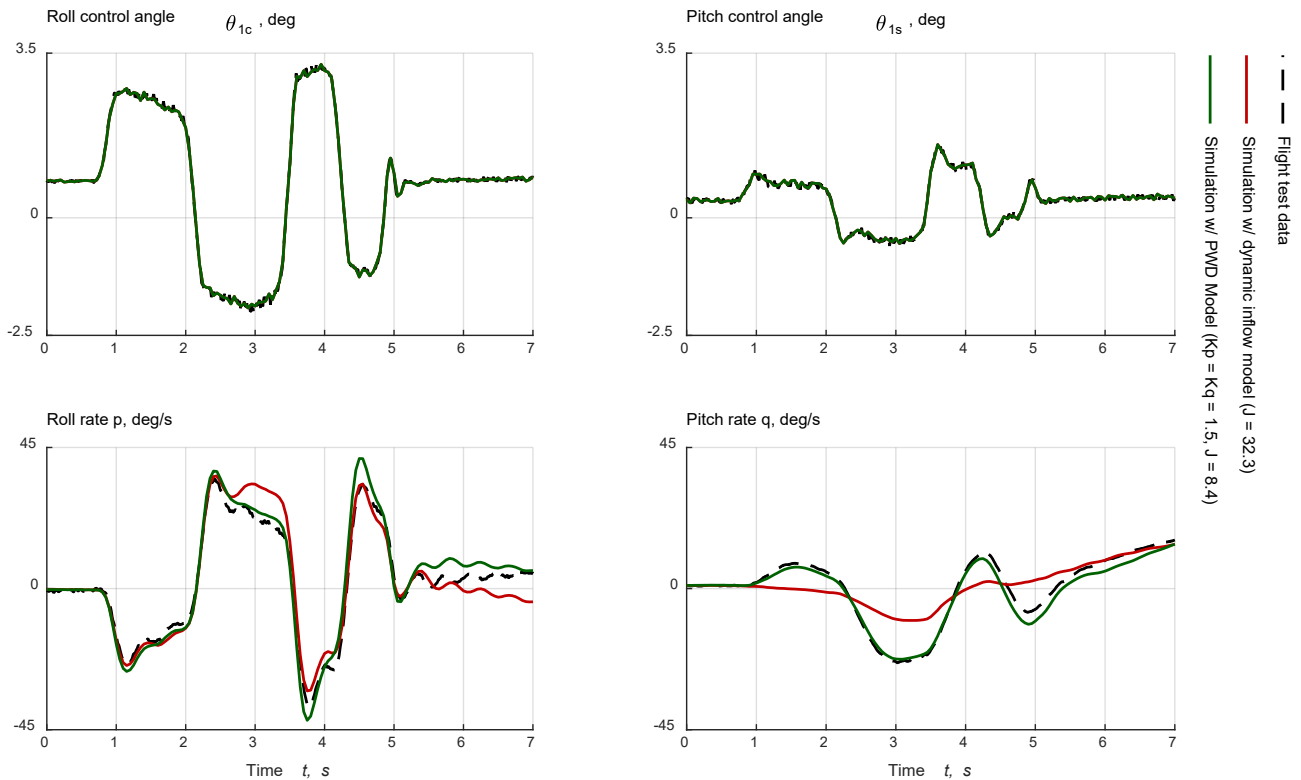 Roll control angle θ1c , deg
3.5
0
-2.5
0 1 2 3 4 5 6 7
Pitch control angle θ1s , deg
3.5
0
-2.5
0 1 2 3 4 5 6 7
Roll rate p, deg/s
45
0
-45
0 1 2 3 4 5 6 7
Time t, s
Pitch rate q, deg/s
45
0
-45
0 1 2 3 4 5 6 7
Time t, s
Flight test data
Simulation w/ dynamic inflow model (J = 32.3)
Simulation w/ PWD Model (Kp = Kq = 1.5, J = 8.4)